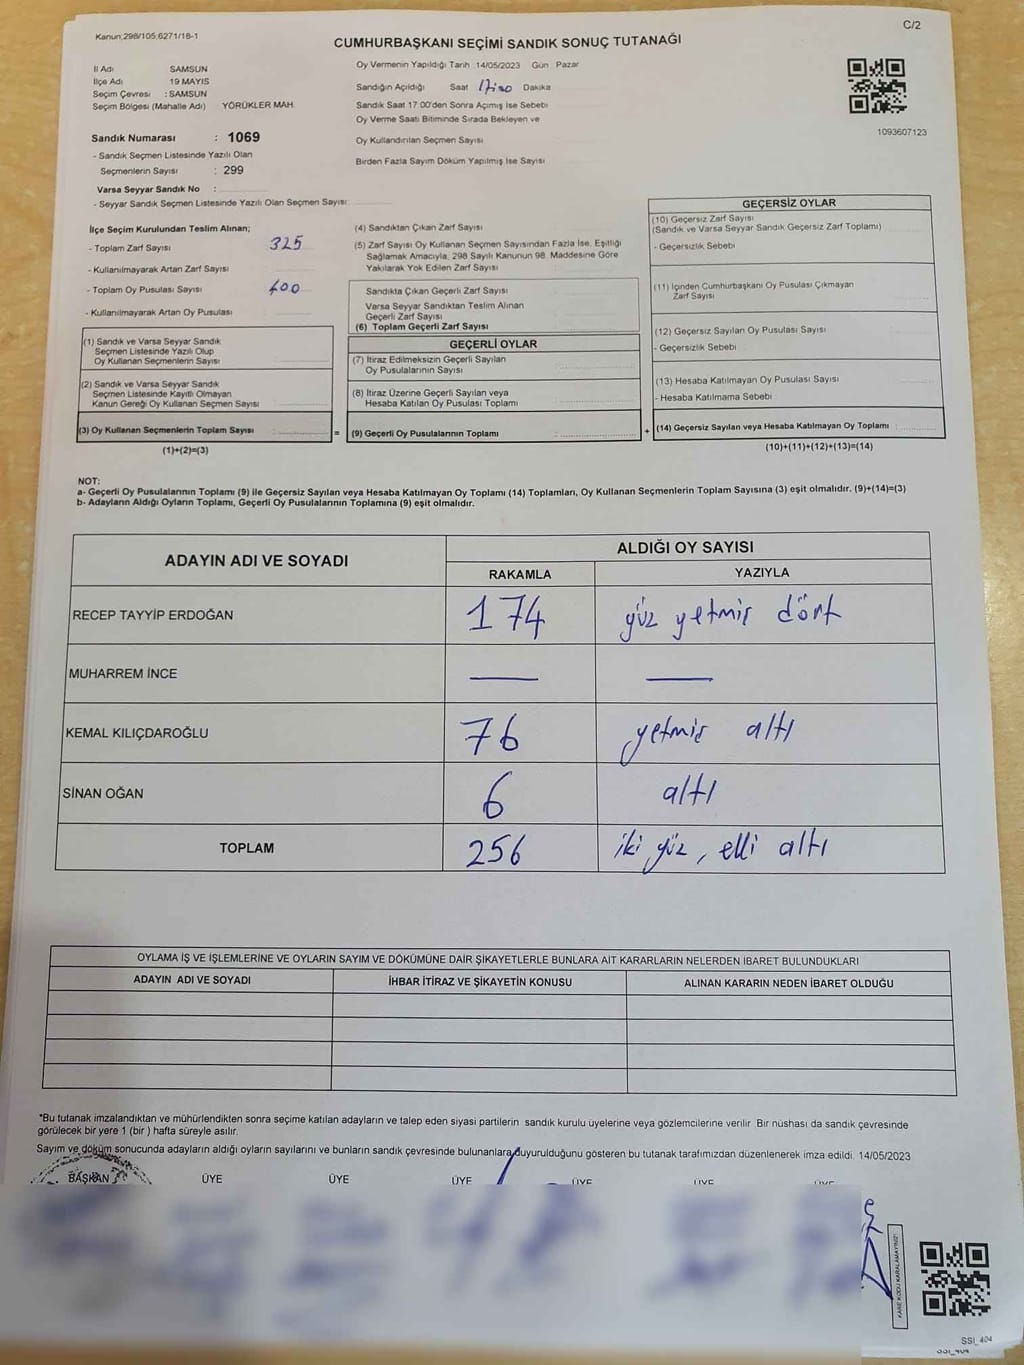 Kanun;298/105;6271/18-1
C/2
CUMHURBAŞKANI SEÇİMİ SANDIK SONUÇ TUTANAĞI
İl Adı SAMSUN
İlçe Adı 19 MAYIS
Seçim Çevresi : SAMSUN
Seçim Bölgesi (Mahalle Adı) YÖRÜKLER MAH.
Oy Vermenin Yapıldığı Tarih 14/05/2023 Gün Pazar
Sandığın Açıldığı Saat 17:00 Dakika
Sandık Saat 17:00'den Sonra Açımış İse Sebebi
Oy Verme Saati Bitiminde Sırada Bekleyen ve
Oy Kullandırılan Seçmen Sayısı
Birden Fazla Sayım Döküm Yapılmış İse Sayısı
1093607123
Sandık Numarası : 1069
- Sandık Seçmen Listesinde Yazılı Olan
Seçmenlerin Sayısı : 299
Varsa Seyyar Sandık No :
- Seyyar Sandık Seçmen Listesinde Yazılı Olan Seçmen Sayısı:
İlçe Seçim Kurulundan Teslim Alınan;
- Toplam Zarf Sayısı 325
- Kullanılmayarak Artan Zarf Sayısı
- Toplam Oy Pusulası Sayısı 400
- Kullanılmayarak Artan Oy Pusulası
(1) Sandık ve Varsa Seyyar Sandık
Seçmen Listesinde Yazılı Olup
Oy Kullanan Seçmenlerin Sayısı
(2) Sandık ve Varsa Seyyar Sandık
Seçmen Listesinde Kayıtlı Olmayan
Kanun Gereği Oy Kullanan Seçmen Sayısı
(3) Oy Kullanan Seçmenlerin Toplam Sayısı :
(1)+(2)=(3)
=
(4) Sandıktan Çıkan Zarf Sayısı
(5) Zarf Sayısı Oy Kullanan Seçmen Sayısından Fazla İse, Eşitliği
Sağlamak Amacıyla, 298 Sayılı Kanunun 98. Maddesine Göre
Yakılarak Yok Edilen Zarf Sayısı
Sandıkta Çıkan Geçerli Zarf Sayısı
Varsa Seyyar Sandıktan Teslim Alınan
Geçerli Zarf Sayısı
(6) Toplam Geçerli Zarf Sayısı
GEÇERLİ OYLAR
(7) İtiraz Edilmeksizin Geçerli Sayılan
Oy Pusulasının Sayısı
(8) İtiraz Üzerine Geçerli Sayılan veya
Hesaba Katılan Oy Pusulası Toplamı
(9) Geçerli Oy Pusulalarının Toplamı :
+
GEÇERSİZ OYLAR
(10) Geçersiz Zarf Sayısı
(Sandık ve Varsa Seyyar Sandık Geçersiz Zarf Toplamı)
- Geçersizlik Sebebi
(11) İçinden Cumhurbaşkanı Oy Pusulası Çıkmayan
Zarf Sayısı
(12) Geçersiz Sayılan Oy Pusulası Sayısı
- Geçersizlik Sebebi
(13) Hesaba Katılmayan Oy Pusulası Sayısı
- Hesaba Katılmama Sebebi
(14) Geçersiz Sayılan veya Hesaba Katılmayan Oy Toplamı :
(10)+(11)+(12)+(13)=(14)
NOT:
a- Geçerli Oy Pusulalarının Toplamı (9) ile Geçersiz Sayılan veya Hesaba Katılmayan Oy Toplamı (14) Toplamları, Oy Kullanan Seçmenlerin Toplam Sayısına (3) eşit olmalıdır. (9)+(14)=(3)
b- Adayların Aldığı Oyların Toplamı, Geçerli Oy Pusulalarının Toplamına (9) eşit olmalıdır.
ADAYIN ADI VE SOYADI
ALDIĞI OY SAYISI
RAKAMLA YAZIYLA
RECEP TAYYİP ERDOĞAN 174 yüz yetmiş dört
MUHARREM İNCE — —
KEMAL KILIÇDAROĞLU 76 yetmiş altı
SİNAN OĞAN 6 altı
TOPLAM 256 iki yüz, elli altı
OYLAMA İŞ VE İŞLEMLERİNE VE OYLARIN SAYIM VE DÖKÜMÜNE DAİR ŞİKAYETLERLE BUNLARA AİT KARARLARIN NELERDEN İBARET BULUNDUKLARI
ADAYIN ADI VE SOYADI İHBAR İTİRAZ VE ŞİKAYETİN KONUSU ALINAN KARARIN NEDEN İBARET OLDUĞU
*Bu tutanak imzalandıktan ve mühürlendikten sonra seçime katılan adayların ve talep eden siyasi partilerin sandık kurulu üyelerine veya gözlemcilerine verilir. Bir nüshası da sandık çevresinde
görülecek bir yere 1 (bir) hafta süreyle asılır.
Sayım ve döküm sonucunda adayların aldığı oyların sayılarını ve bunların sandık çevresinde bulunanlara duyurulduğunu gösteren bu tutanak tarafımızdan düzenlenerek imza edildi. 14/05/2023
BAŞKAN ÜYE ÜYE ÜYE ÜYE ÜYE ÜYE
KARE KODU KARALAMAYINIZ!
SSI_404
SSI_404